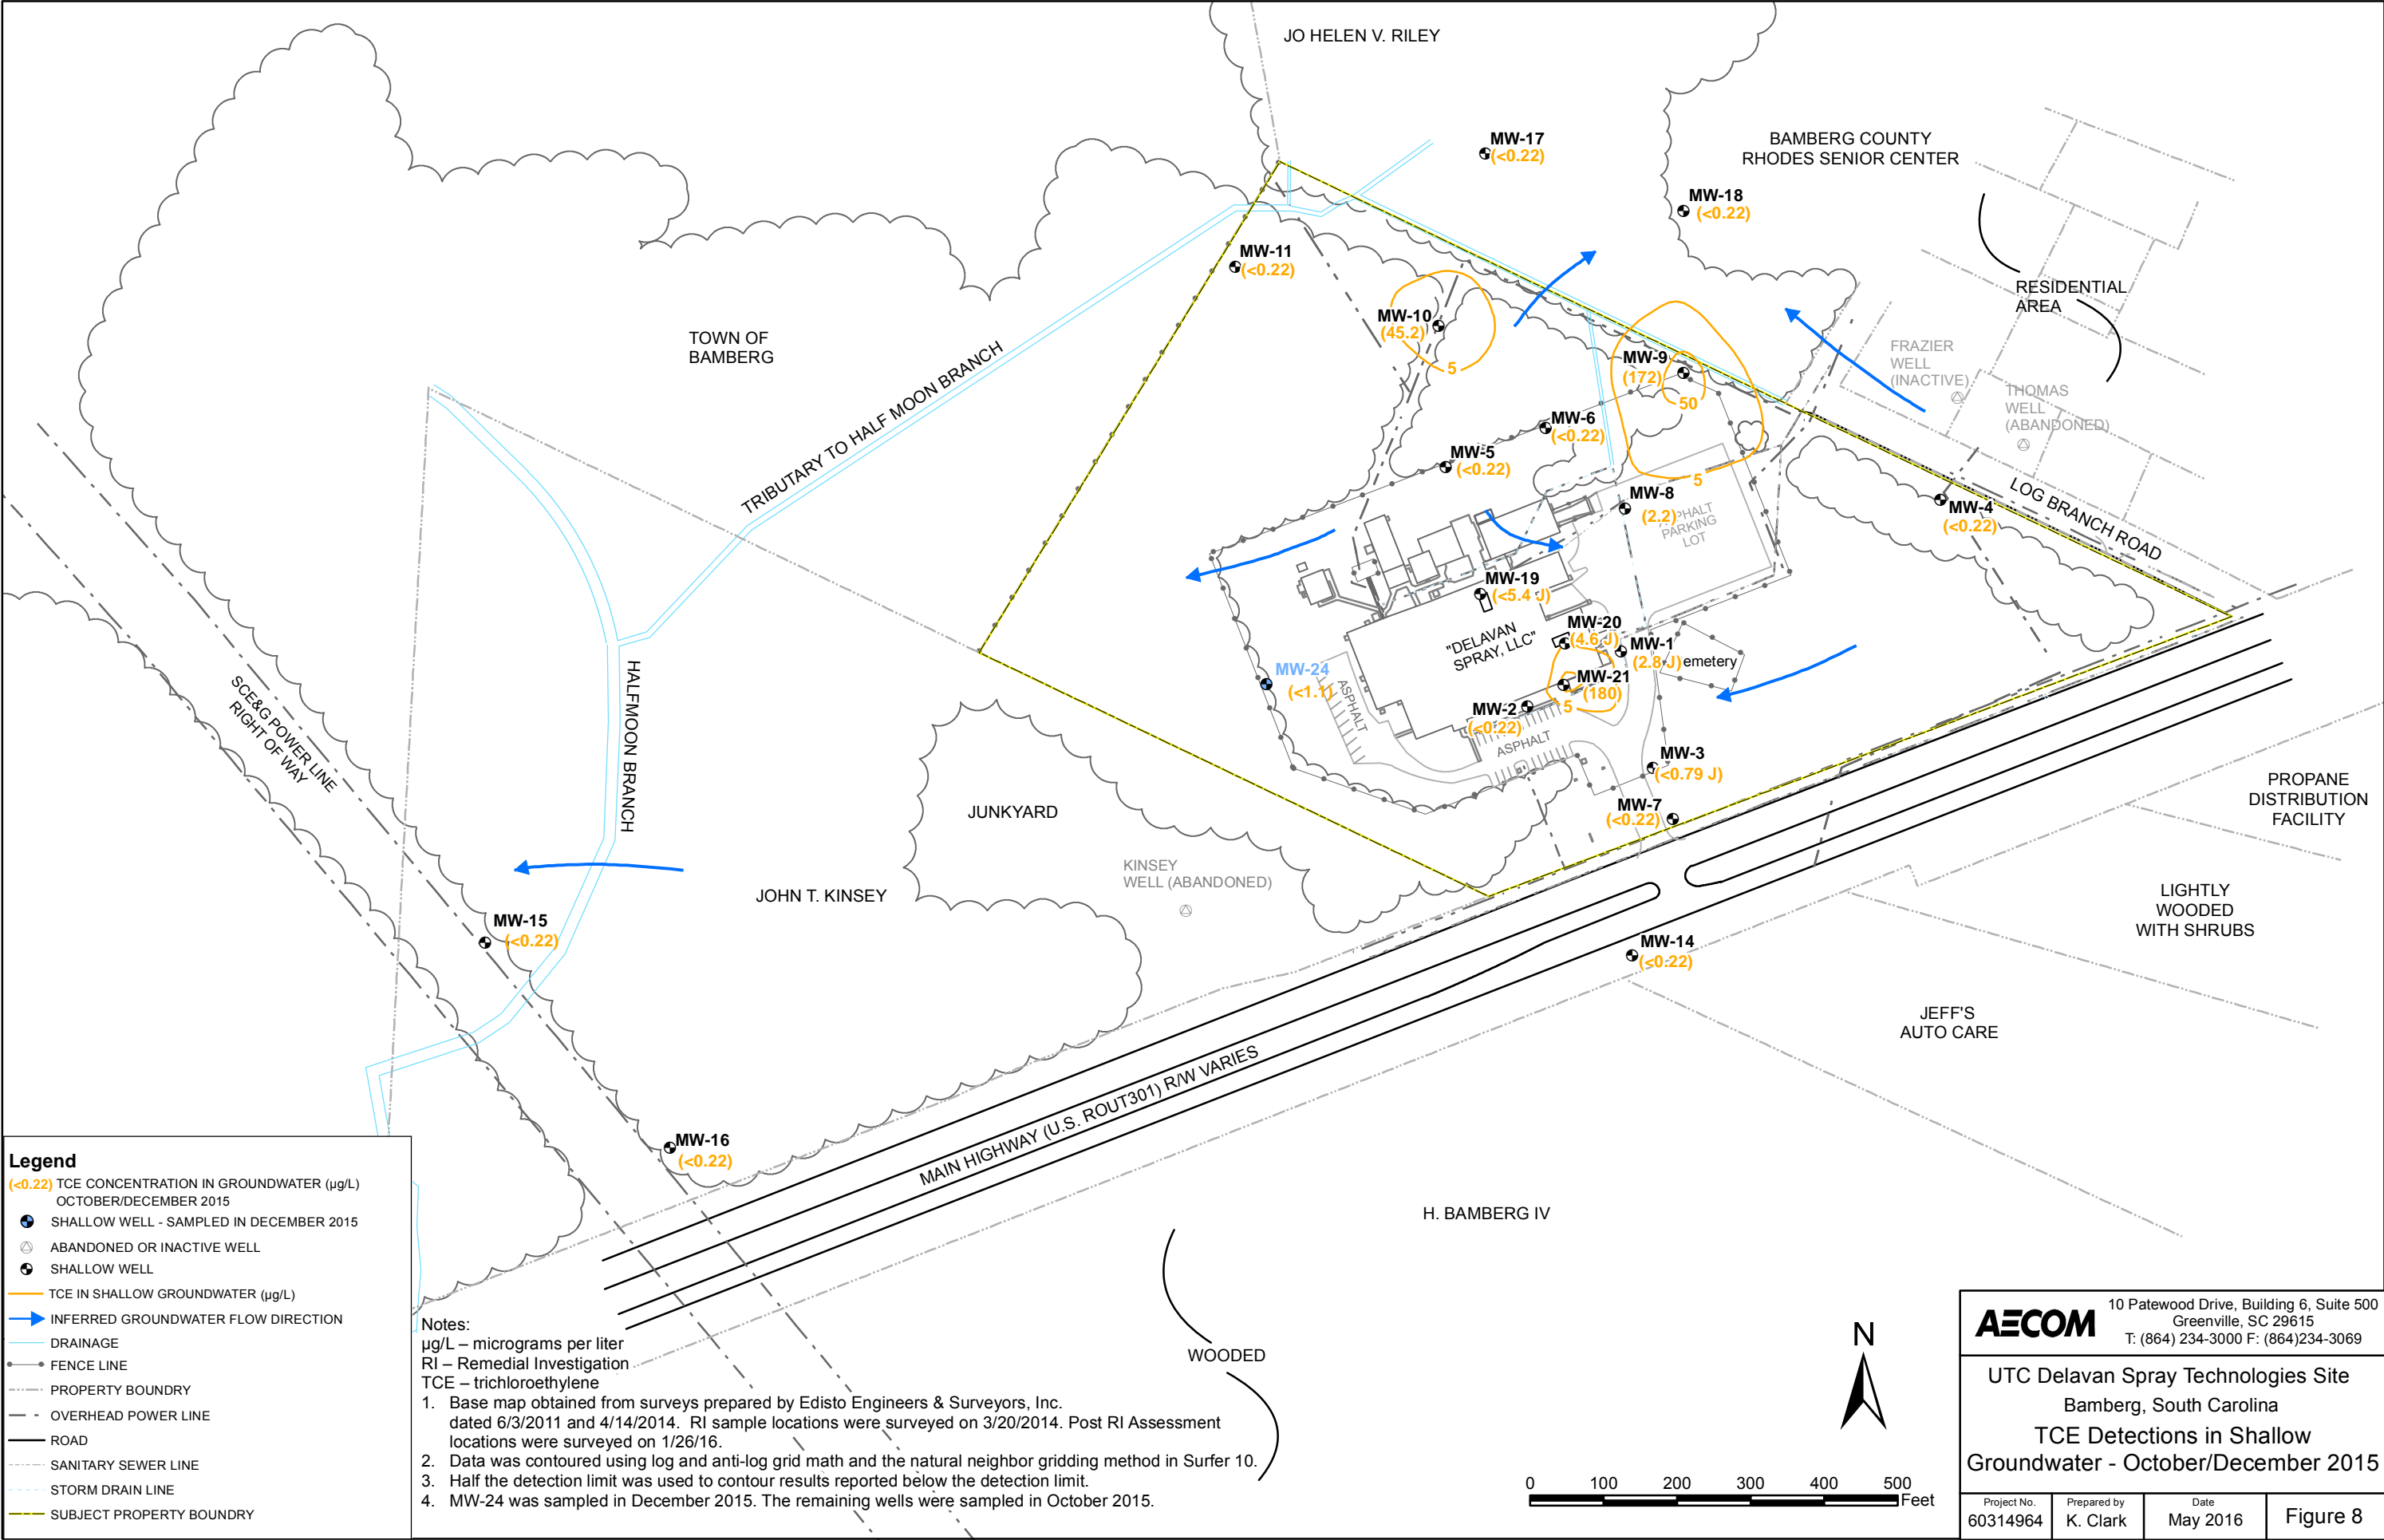 JO HELEN V. RILEY
BAMBERG COUNTY
RHODES SENIOR CENTER
MW-17
(<0.22)
MW-18
(<0.22)
MW-11
(<0.22)
RESIDENTIAL
AREA
MW-10
(45.2)
5
TOWN OF
BAMBERG
TRIBUTARY TO HALF MOON BRANCH
MW-9
(172)
50
5
FRAZIER
WELL
(INACTIVE)
THOMAS
WELL
(ABANDONED)
MW-6
(<0.22)
MW-5
(<0.22)
MW-8
(2.2)
PHALT
PARKING
LOT
MW-4
(<0.22)
LOG BRANCH ROAD
MW-19
(<5.4 J)
"DELAVAN
SPRAY, LLC"
MW-20
(4.6 J)
MW-1
(2.8 J)
emetery
MW-24
(<1.1)
ASPHALT
MW-21
(180)
5
MW-2
(<0.22)
ASPHALT
MW-3
(<0.79 J)
MW-7
(<0.22)
SCE&G POWER LINE
RIGHT OF WAY
HALFMOON BRANCH
JUNKYARD
KINSEY
WELL (ABANDONED)
JOHN T. KINSEY
PROPANE
DISTRIBUTION
FACILITY
LIGHTLY
WOODED
WITH SHRUBS
MW-15
(<0.22)
MW-14
(<0.22)
JEFF'S
AUTO CARE
MW-16
(<0.22)
MAIN HIGHWAY (U.S. ROUT301) R/W VARIES
H. BAMBERG IV
WOODED
Legend
(<0.22) TCE CONCENTRATION IN GROUNDWATER (µg/L)
OCTOBER/DECEMBER 2015
SHALLOW WELL - SAMPLED IN DECEMBER 2015
ABANDONED OR INACTIVE WELL
SHALLOW WELL
TCE IN SHALLOW GROUNDWATER (µg/L)
INFERRED GROUNDWATER FLOW DIRECTION
DRAINAGE
FENCE LINE
PROPERTY BOUNDRY
OVERHEAD POWER LINE
ROAD
SANITARY SEWER LINE
STORM DRAIN LINE
SUBJECT PROPERTY BOUNDRY
Notes:
µg/L – micrograms per liter
RI – Remedial Investigation
TCE – trichloroethylene
1. Base map obtained from surveys prepared by Edisto Engineers & Surveyors, Inc.
dated 6/3/2011 and 4/14/2014. RI sample locations were surveyed on 3/20/2014. Post RI Assessment
locations were surveyed on 1/26/16.
2. Data was contoured using log and anti-log grid math and the natural neighbor gridding method in Surfer 10.
3. Half the detection limit was used to contour results reported below the detection limit.
4. MW-24 was sampled in December 2015. The remaining wells were sampled in October 2015.
0 100 200 300 400 500
Feet
N
AECOM
10 Patewood Drive, Building 6, Suite 500
Greenville, SC 29615
T: (864) 234-3000 F: (864)234-3069
UTC Delavan Spray Technologies Site
Bamberg, South Carolina
TCE Detections in Shallow
Groundwater - October/December 2015
Project No.
60314964
Prepared by
K. Clark
Date
May 2016
Figure 8